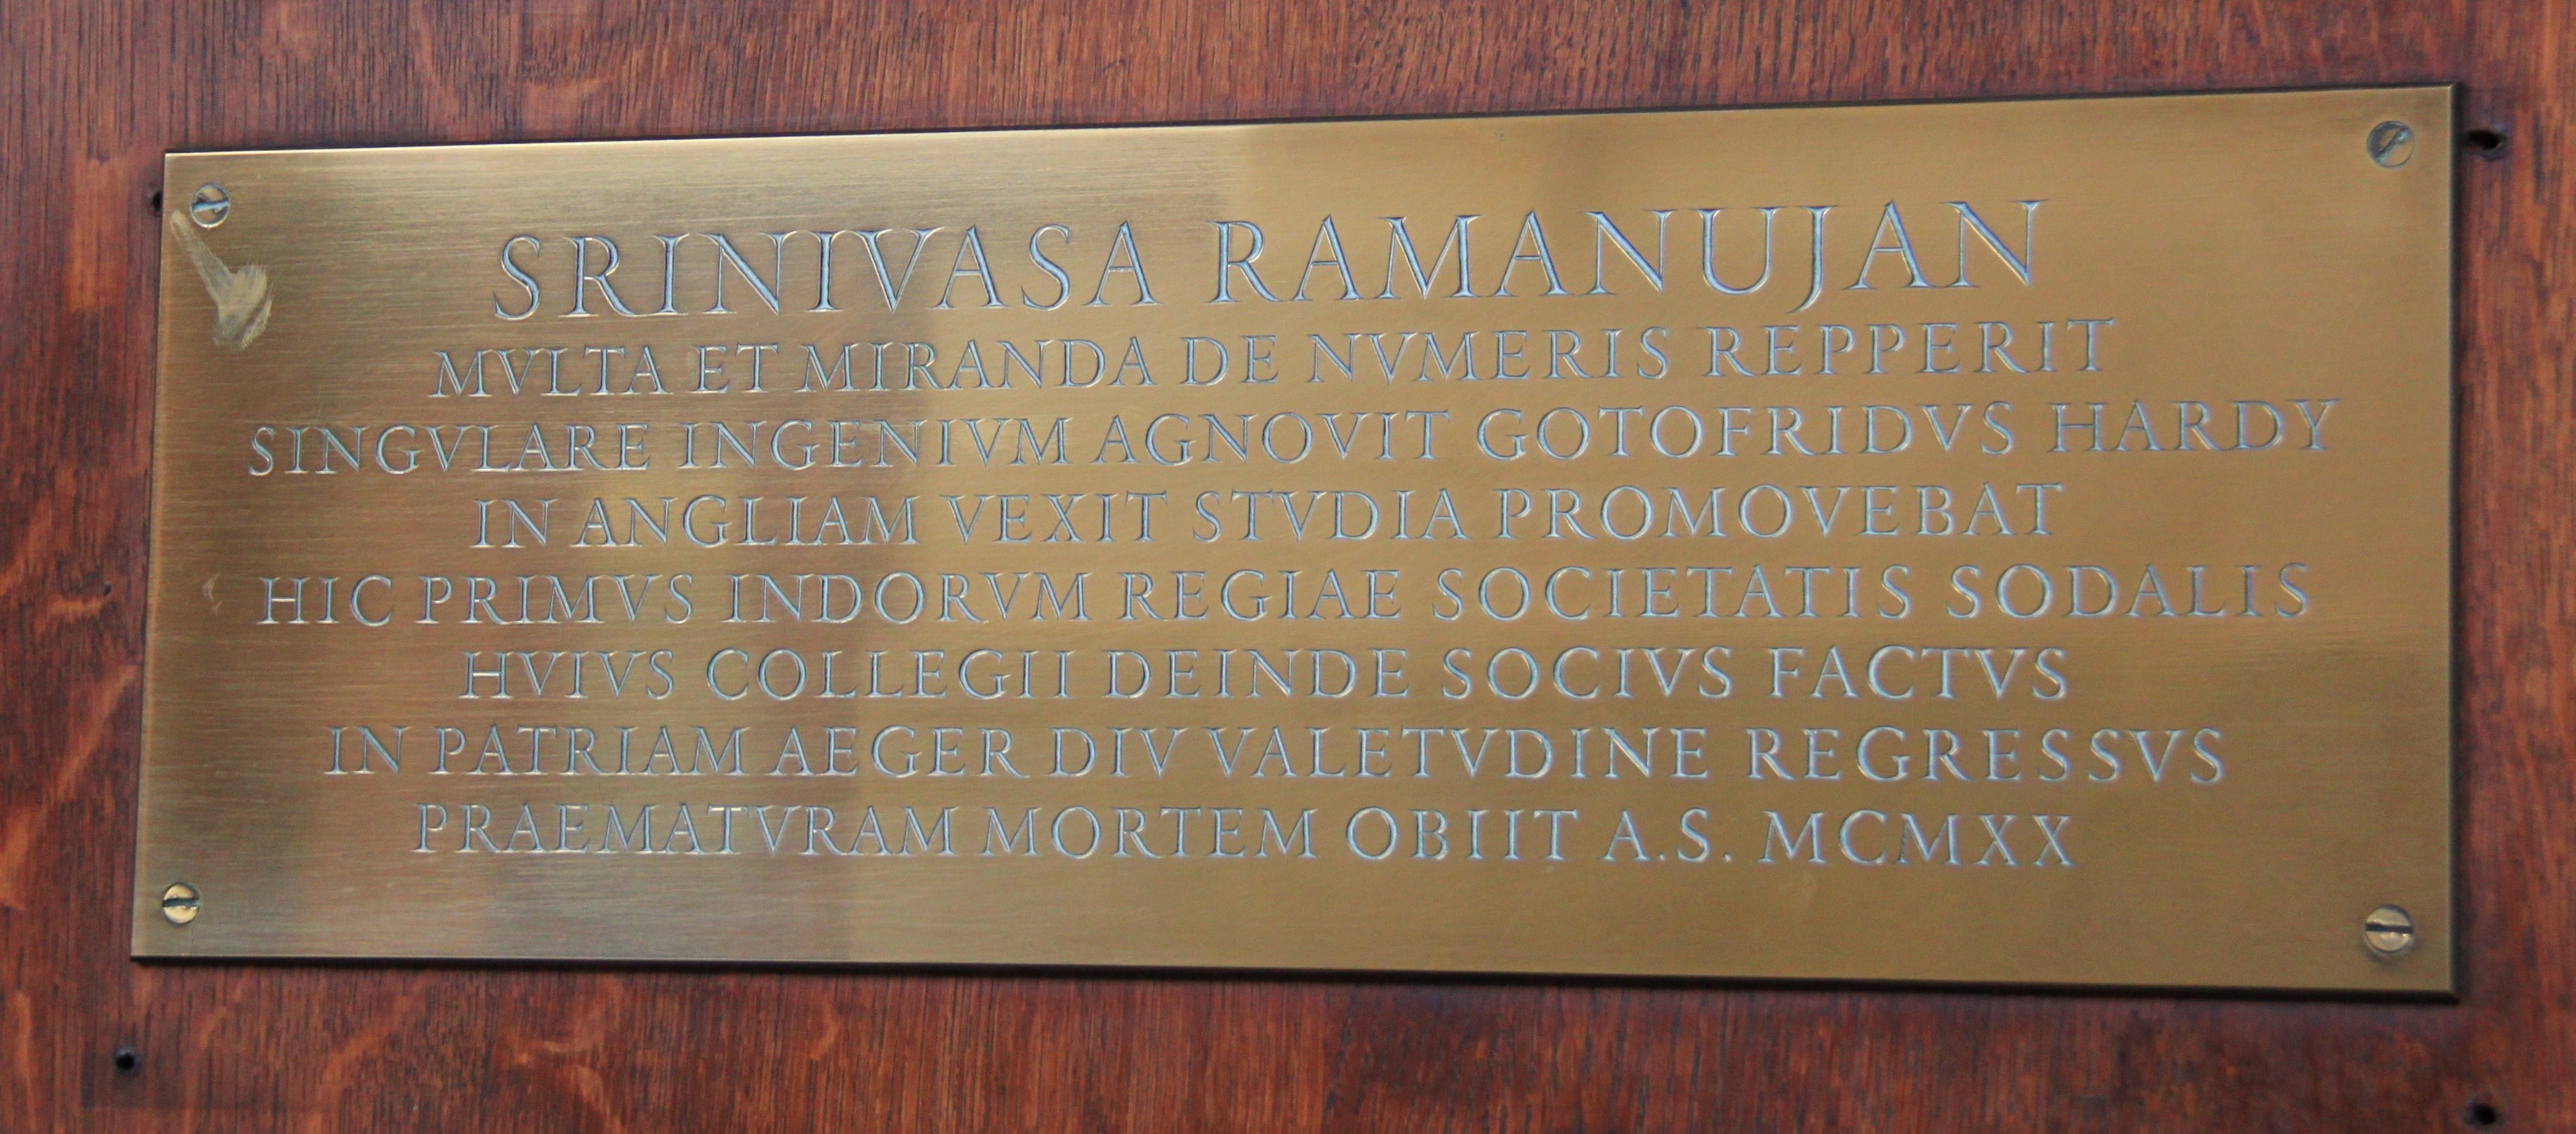 SRINIVASA RAMANUJAN
MVLTA ET MIRANDA DE NVMERIS REPPERIT
SINGVLARE INGENIVM AGNOVIT GOTOFRIDVS HARDY
IN ANGLIAM VEXIT STVDIA PROMOVEBAT
HIC PRIMVS INDORVM REGIAE SOCIETATIS SODALIS
HVIVS COLLEGII DEINDE SOCIVS FACTVS
IN PATRIAM AEGER DIV VALETVDINE REGRESSVS
PRAEMATVRAM MORTEM OBIIT A.S. MCMXX